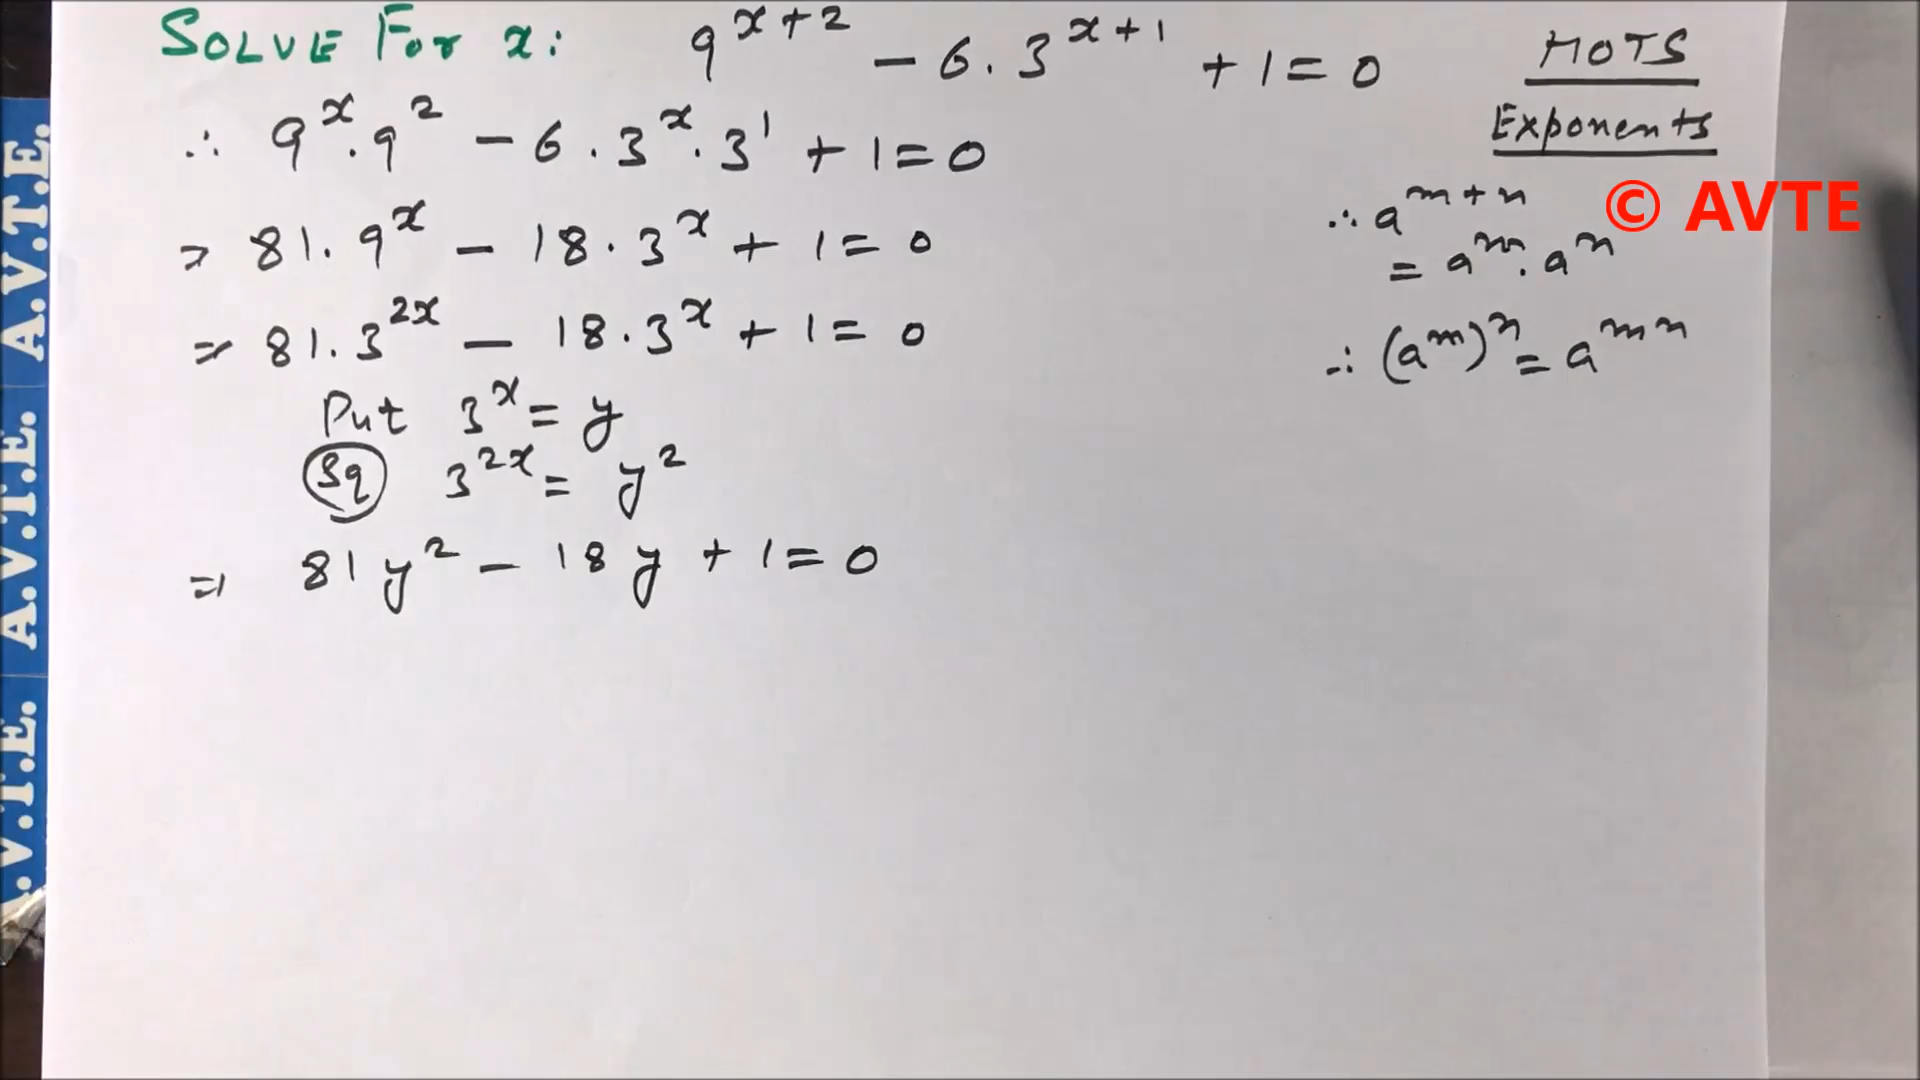 SOLVE For x: 9^{x+2} - 6 . 3^{x+1} + 1 = 0
∴ 9^x . 9^2 - 6 . 3^x . 3^1 + 1 = 0
⇒ 81 . 9^x - 18 . 3^x + 1 = 0
⇒ 81 . 3^{2x} - 18 . 3^x + 1 = 0
Put 3^x = y
Sq 3^{2x} = y^2
⇒ 81y^2 - 18y + 1 = 0
HOTS
Exponents
© AVTE
∴ a^{m+n}
= a^m . a^n
∴ (a^m)^n = a^{mn}
A.V.T.E.
A.V.T.E.
A.V.T.E.
.V.T.E.